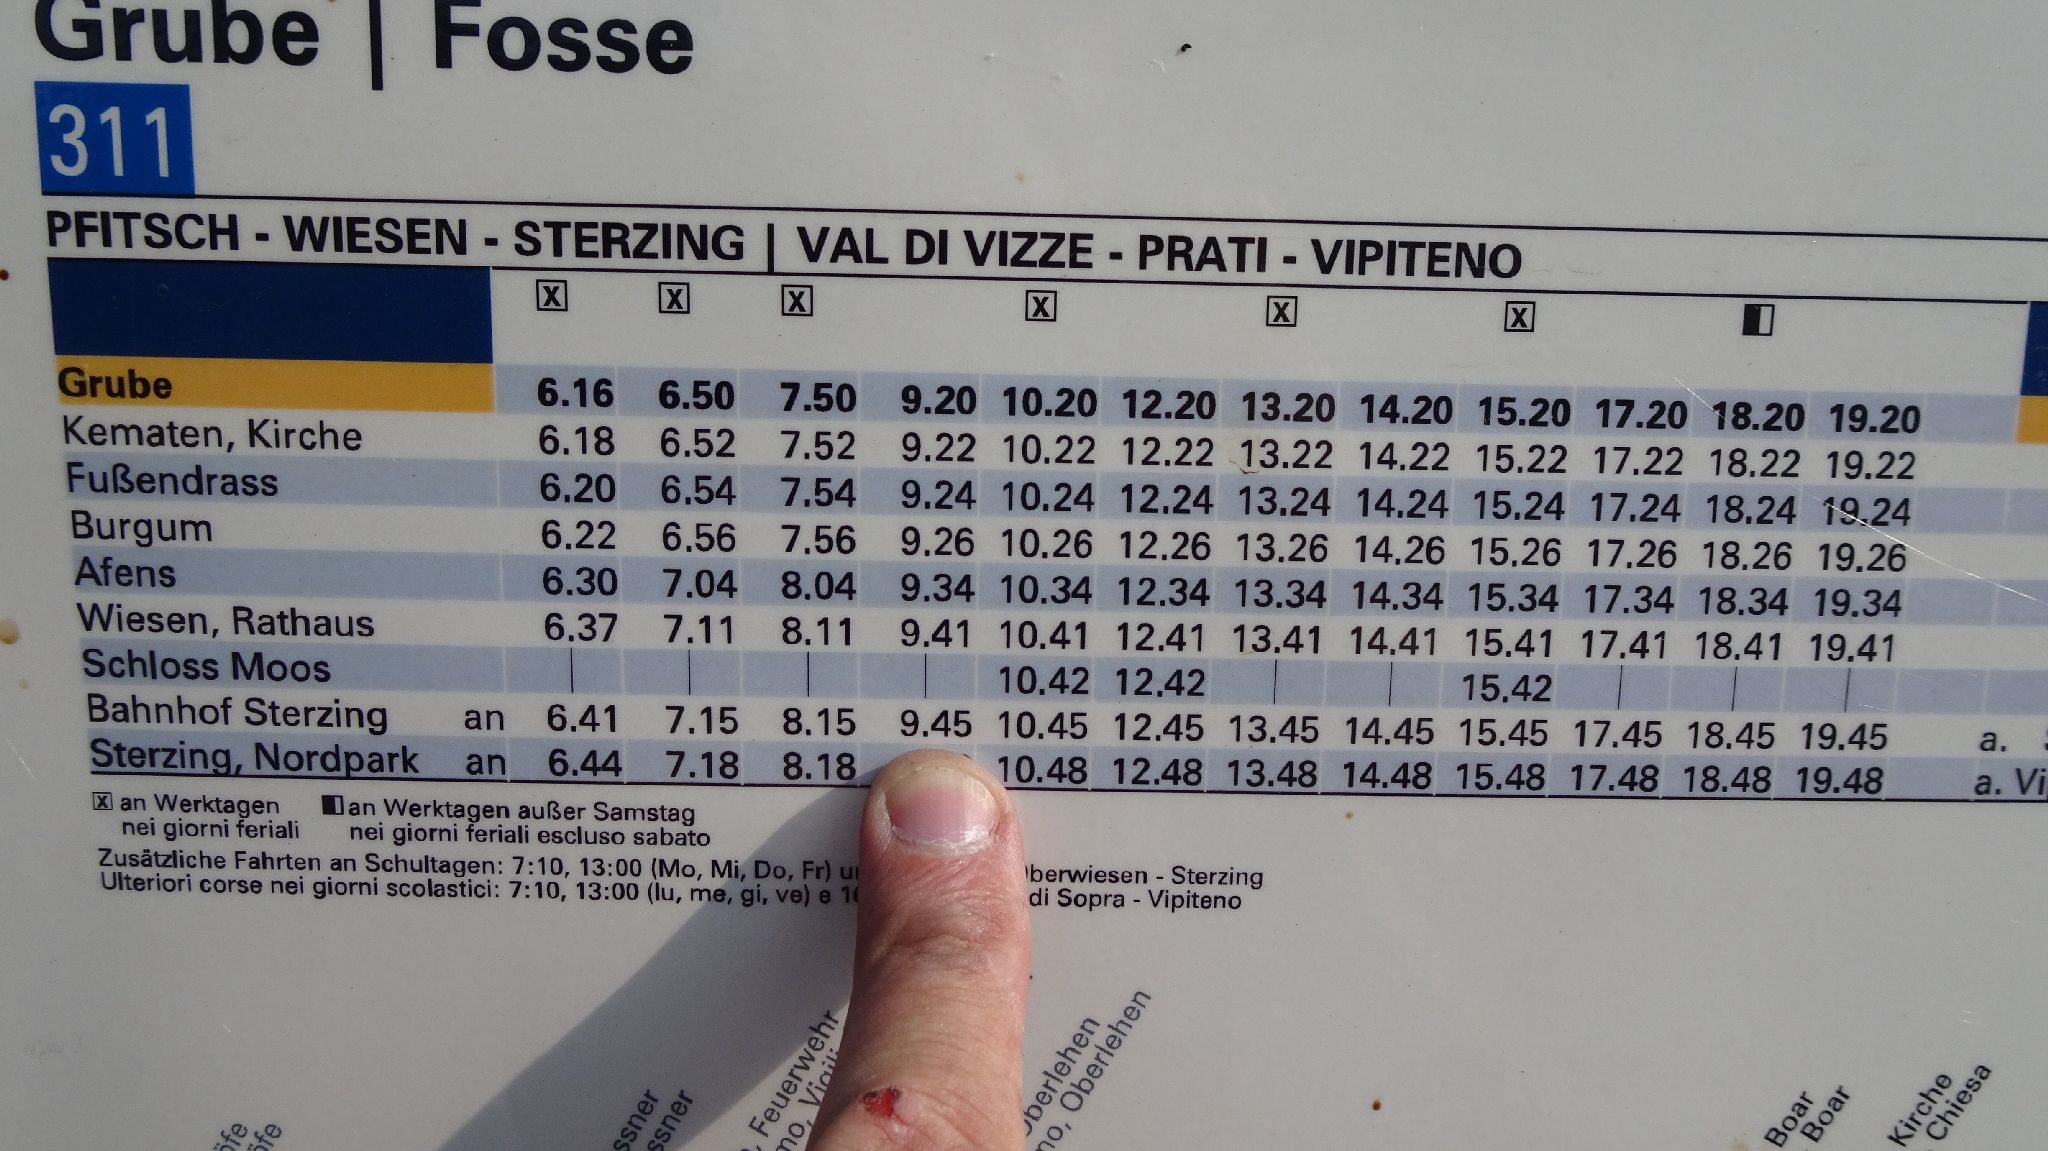 Grube | Fosse
311
PFITSCH - WIESEN - STERZING | VAL DI VIZZE - PRATI - VIPITENO
X X X X X X
Grube 6.16 6.50 7.50 9.20 10.20 12.20 13.20 14.20 15.20 17.20 18.20 19.20
Kematen, Kirche 6.18 6.52 7.52 9.22 10.22 12.22 13.22 14.22 15.22 17.22 18.22 19.22
Fußendrass 6.20 6.54 7.54 9.24 10.24 12.24 13.24 14.24 15.24 17.24 18.24 19.24
Burgum 6.22 6.56 7.56 9.26 10.26 12.26 13.26 14.26 15.26 17.26 18.26 19.26
Afens 6.30 7.04 8.04 9.34 10.34 12.34 13.34 14.34 15.34 17.34 18.34 19.34
Wiesen, Rathaus 6.37 7.11 8.11 9.41 10.41 12.41 13.41 14.41 15.41 17.41 18.41 19.41
Schloss Moos | | | | 10.42 12.42 | | 15.42 | | |
Bahnhof Sterzing an 6.41 7.15 8.15 9.45 10.45 12.45 13.45 14.45 15.45 17.45 18.45 19.45 a.
Sterzing, Nordpark an 6.44 7.18 8.18 10.48 12.48 13.48 14.48 15.48 17.48 18.48 19.48 a.
X an Werktagen an Werktagen außer Samstag
nei giorni feriali nei giorni feriali escluso sabato
Zusätzliche Fahrten an Schultagen: 7:10, 13:00 (Mo, Mi, Do, Fr) - Sterzing
Ulteriori corse nei giorni scolastici: 7:10, 13:00 (lu, me, gi, ve) e di Sopra - Vipiteno
Feuerwehr
Oberlehen
Oberlehen
Boar
Boar
Kirche
Chiesa